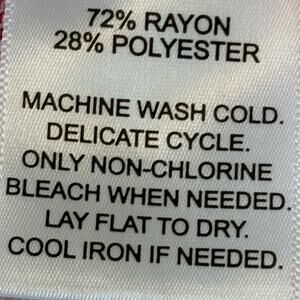 72% RAYON
28% POLYESTER
MACHINE WASH COLD.
DELICATE CYCLE.
ONLY NON-CHLORINE
BLEACH WHEN NEEDED.
LAY FLAT TO DRY.
COOL IRON IF NEEDED.